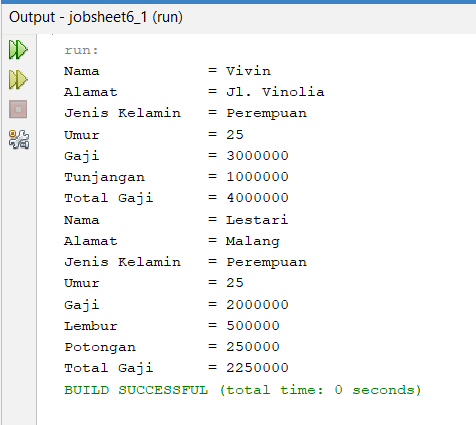 Output - jobsheet6_1 (run)
run:
Nama = Vivin
Alamat = Jl. Vinolia
Jenis Kelamin = Perempuan
Umur = 25
Gaji = 3000000
Tunjangan = 1000000
Total Gaji = 4000000
Nama = Lestari
Alamat = Malang
Jenis Kelamin = Perempuan
Umur = 25
Gaji = 2000000
Lembur = 500000
Potongan = 250000
Total Gaji = 2250000
BUILD SUCCESSFUL (total time: 0 seconds)